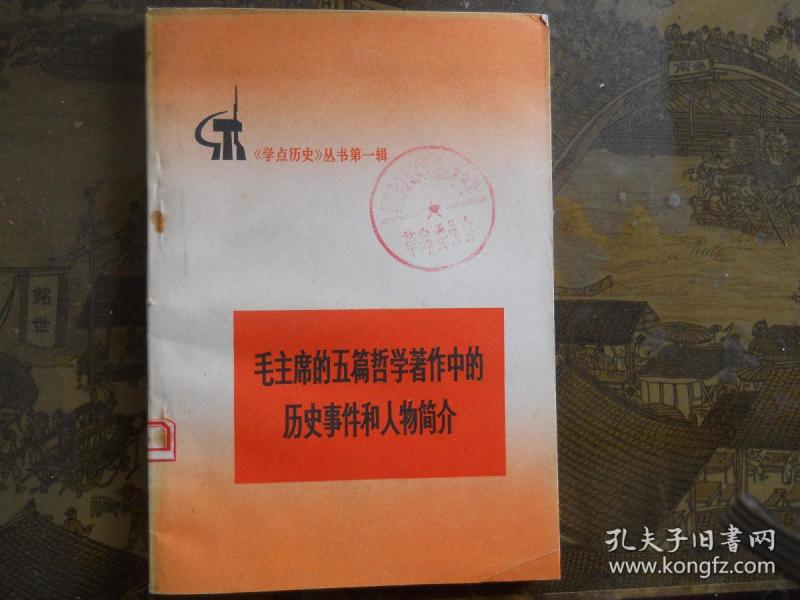 《学点历史》丛书第一辑
革命委员会
毛主席的五篇哲学著作中的
历史事件和人物简介
孔夫子旧书网
www.kongfz.com